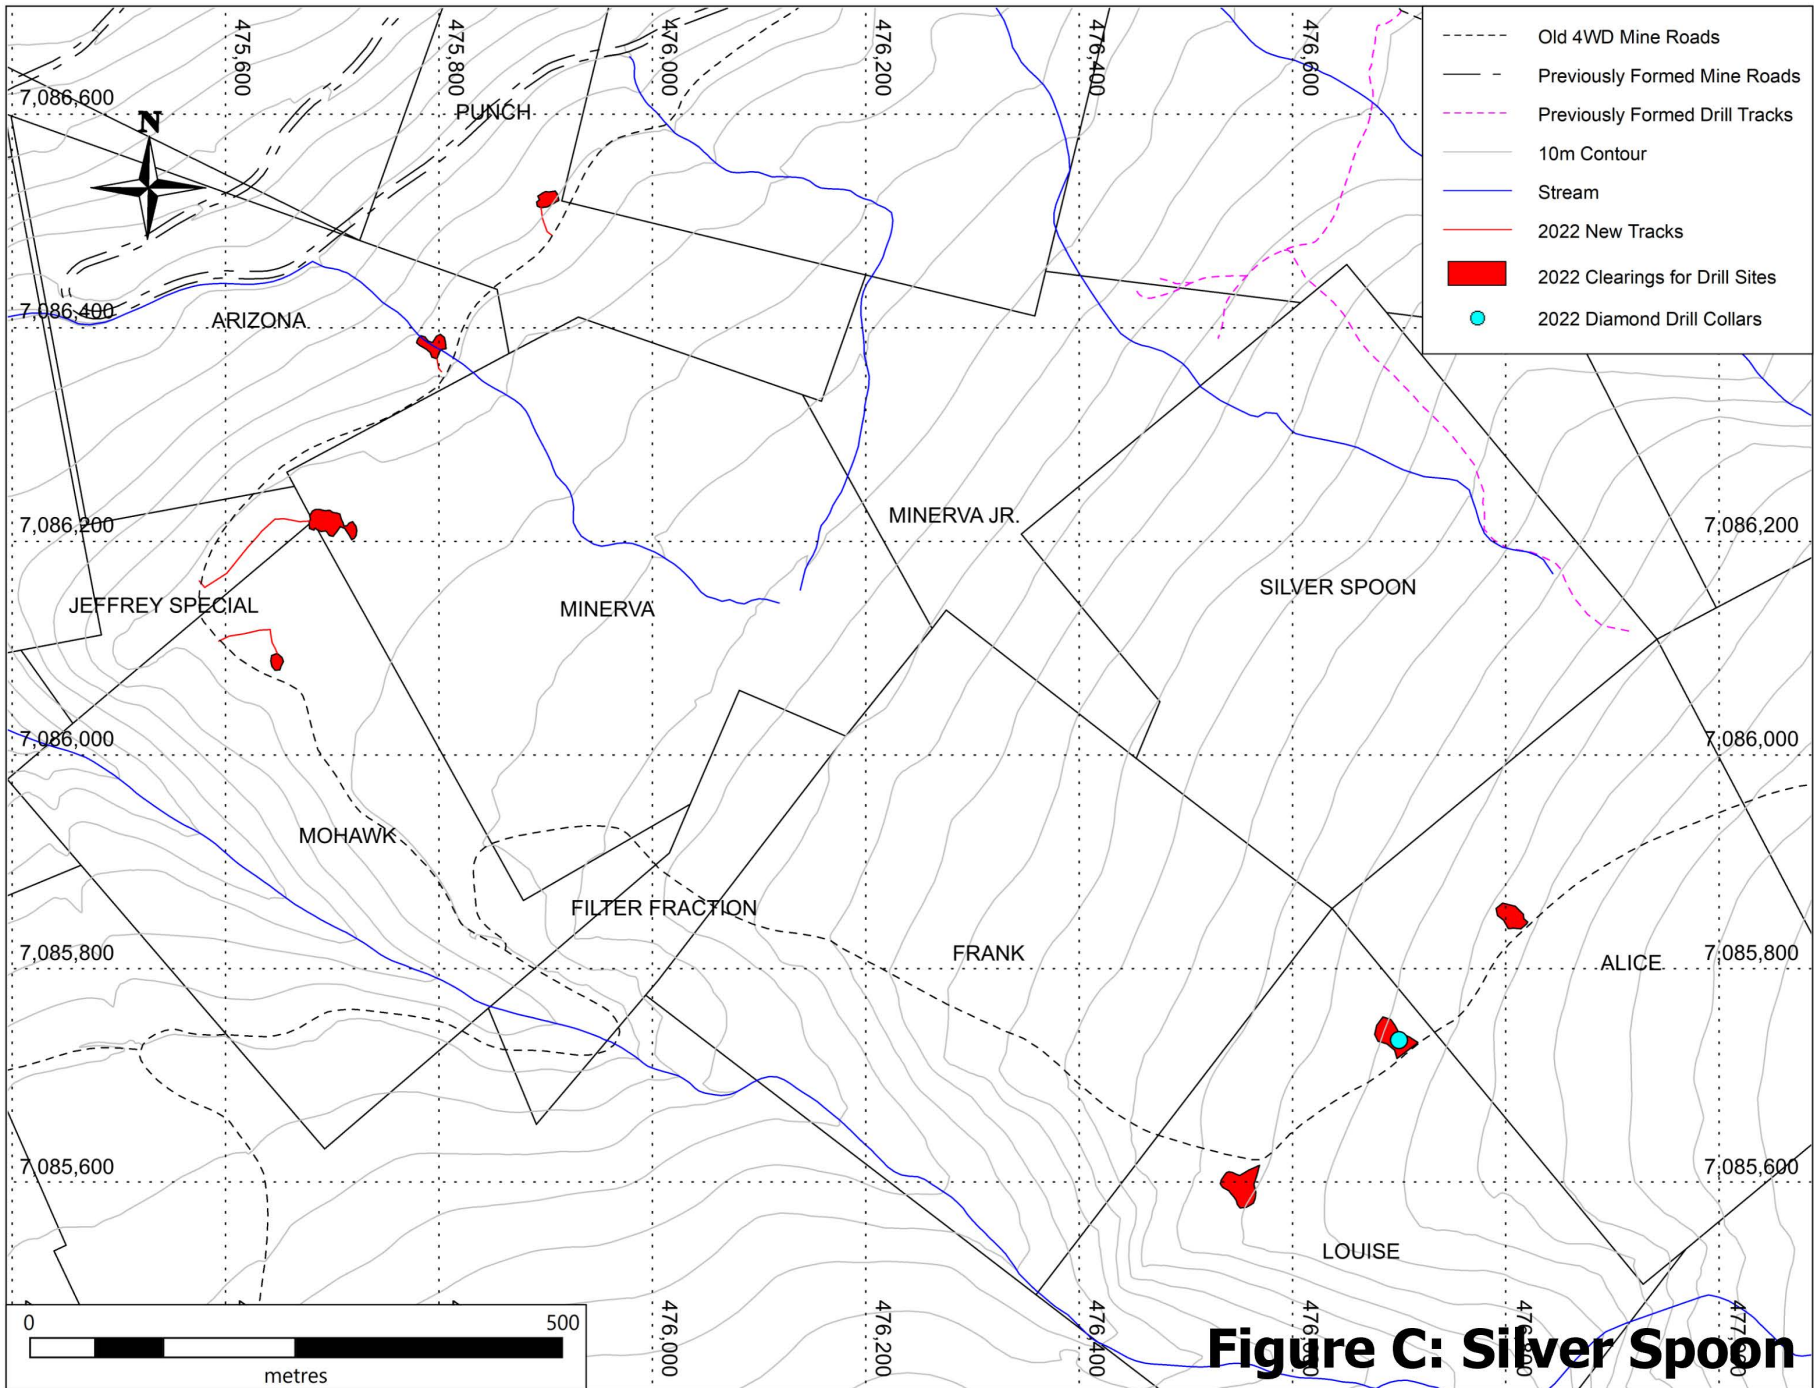 475,600
475,800
476,000
476,200
476,400
476,600
Old 4WD Mine Roads
Previously Formed Mine Roads
Previously Formed Drill Tracks
10m Contour
Stream
2022 New Tracks
2022 Clearings for Drill Sites
2022 Diamond Drill Collars
7,086,600
N
PUNCH
7,086,400
ARIZONA
7,086,200
MINERVA JR.
7,086,200
SILVER SPOON
JEFFREY SPECIAL
MINERVA
7,086,000
7,086,000
MOHAWK
FILTER FRACTION
FRANK
7,085,800
ALICE
7,085,800
7,085,600
7,085,600
LOUISE
0
500
metres
476,000
476,200
476,400
Figure C: Silver Spoon